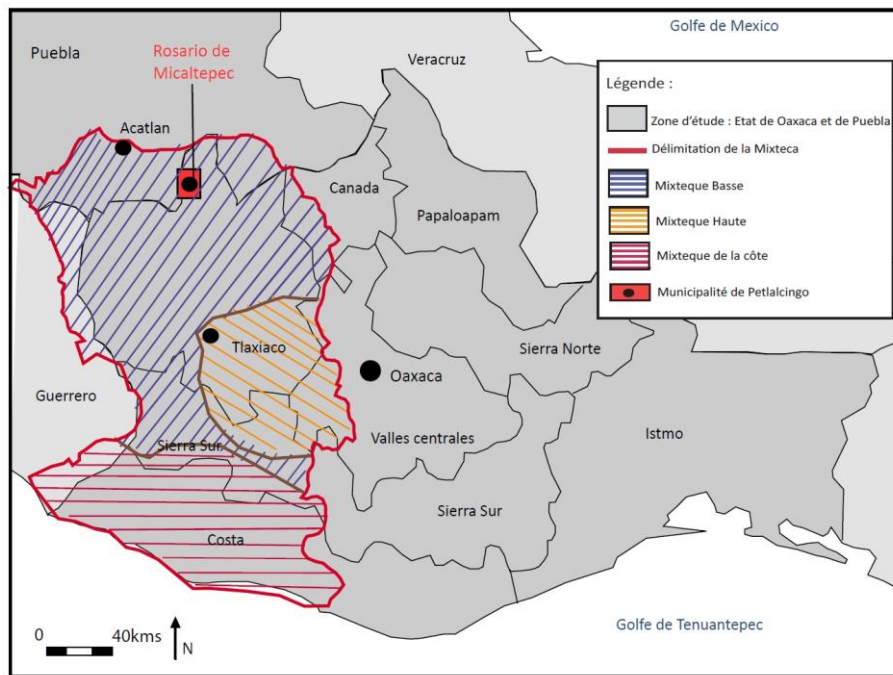 Golfe de Mexico
Puebla
Rosario de
Micaltepec
Veracruz
Légende :
Zone d'étude : Etat de Oaxaca et de Puebla
Délimitation de la Mixteca
Mixteque Basse
Mixteque Haute
Mixteque de la côte
Municipalité de Petlalcingo
Acatlan
Canada
Papaloapam
Tlaxiaco
Sierra Norte
Oaxaca
Guerrero
Valles centrales
Istmo
Sierra Sur
Sierra Sur
Costa
Golfe de Tenuantepec
0 40kms N